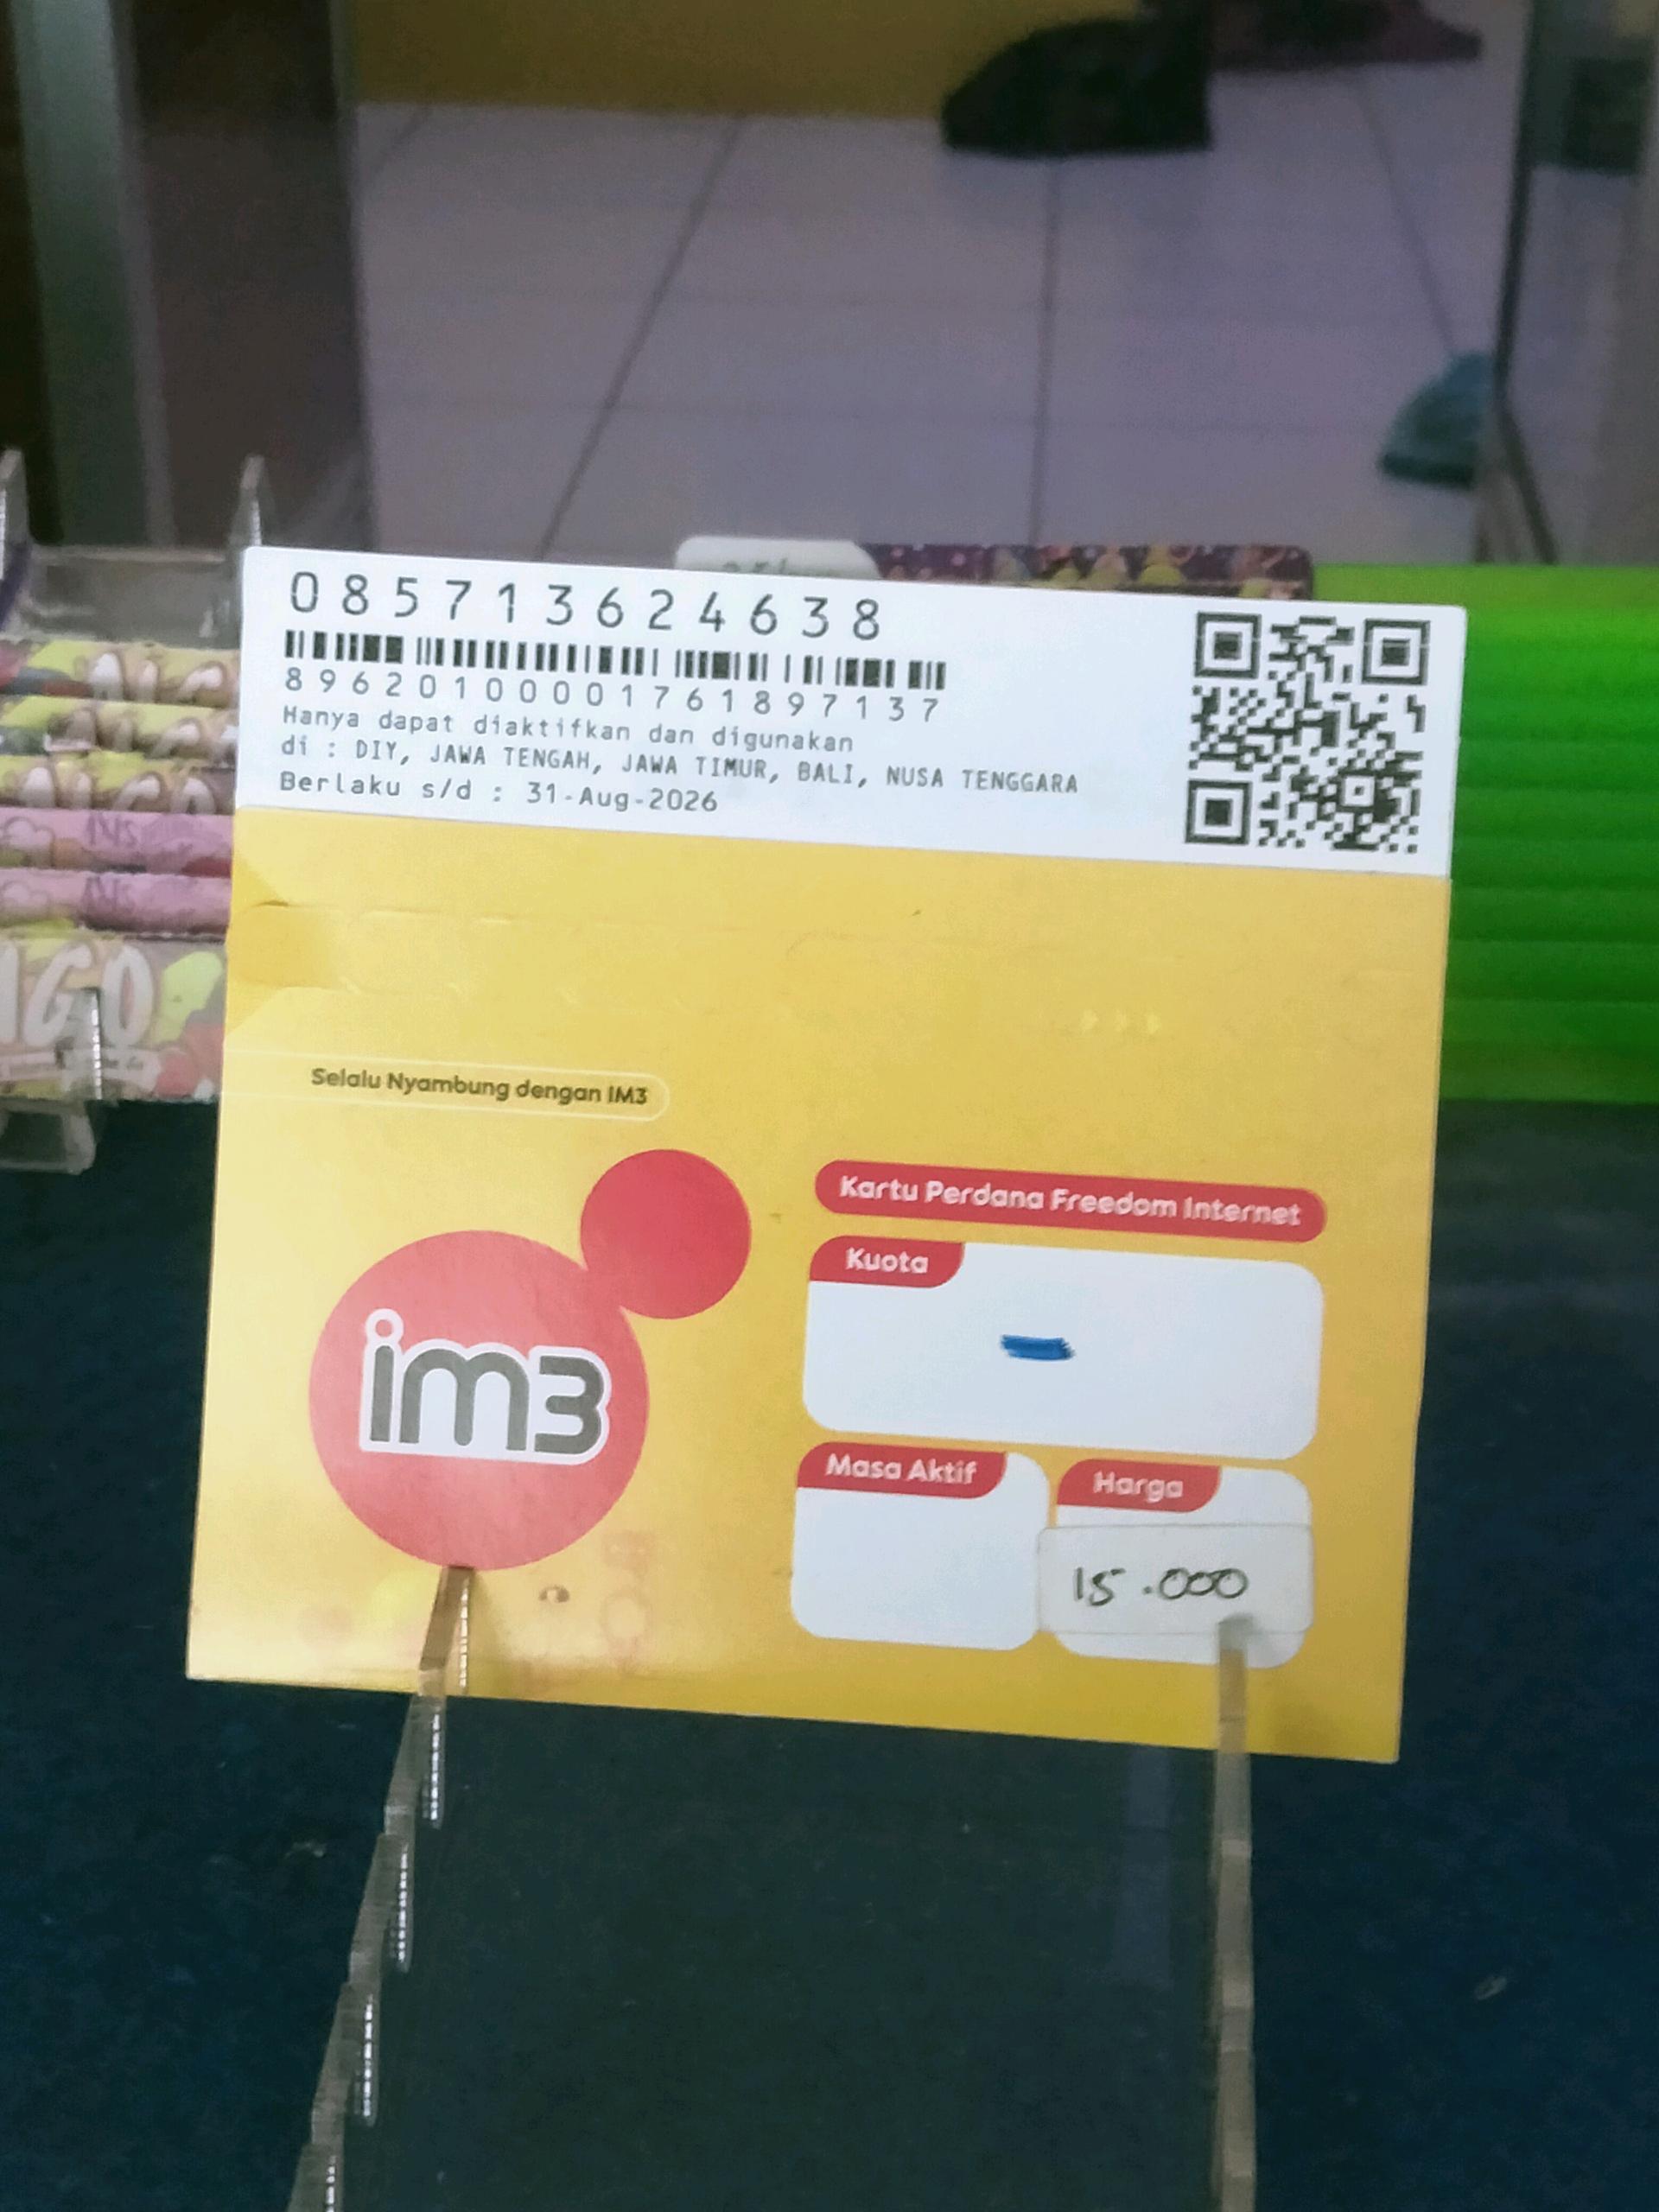 085713624638
89620100001761897137
Hanya dapat diaktifkan dan digunakan
di : DIY, JAWA TENGAH, JAWA TIMUR, BALI, NUSA TENGGARA
Berlaku s/d : 31-Aug-2026
Selalu Nyambung dengan IM3
im3
Kartu Perdana Freedom Internet
Kuota
Masa Aktif
Harga
15.000